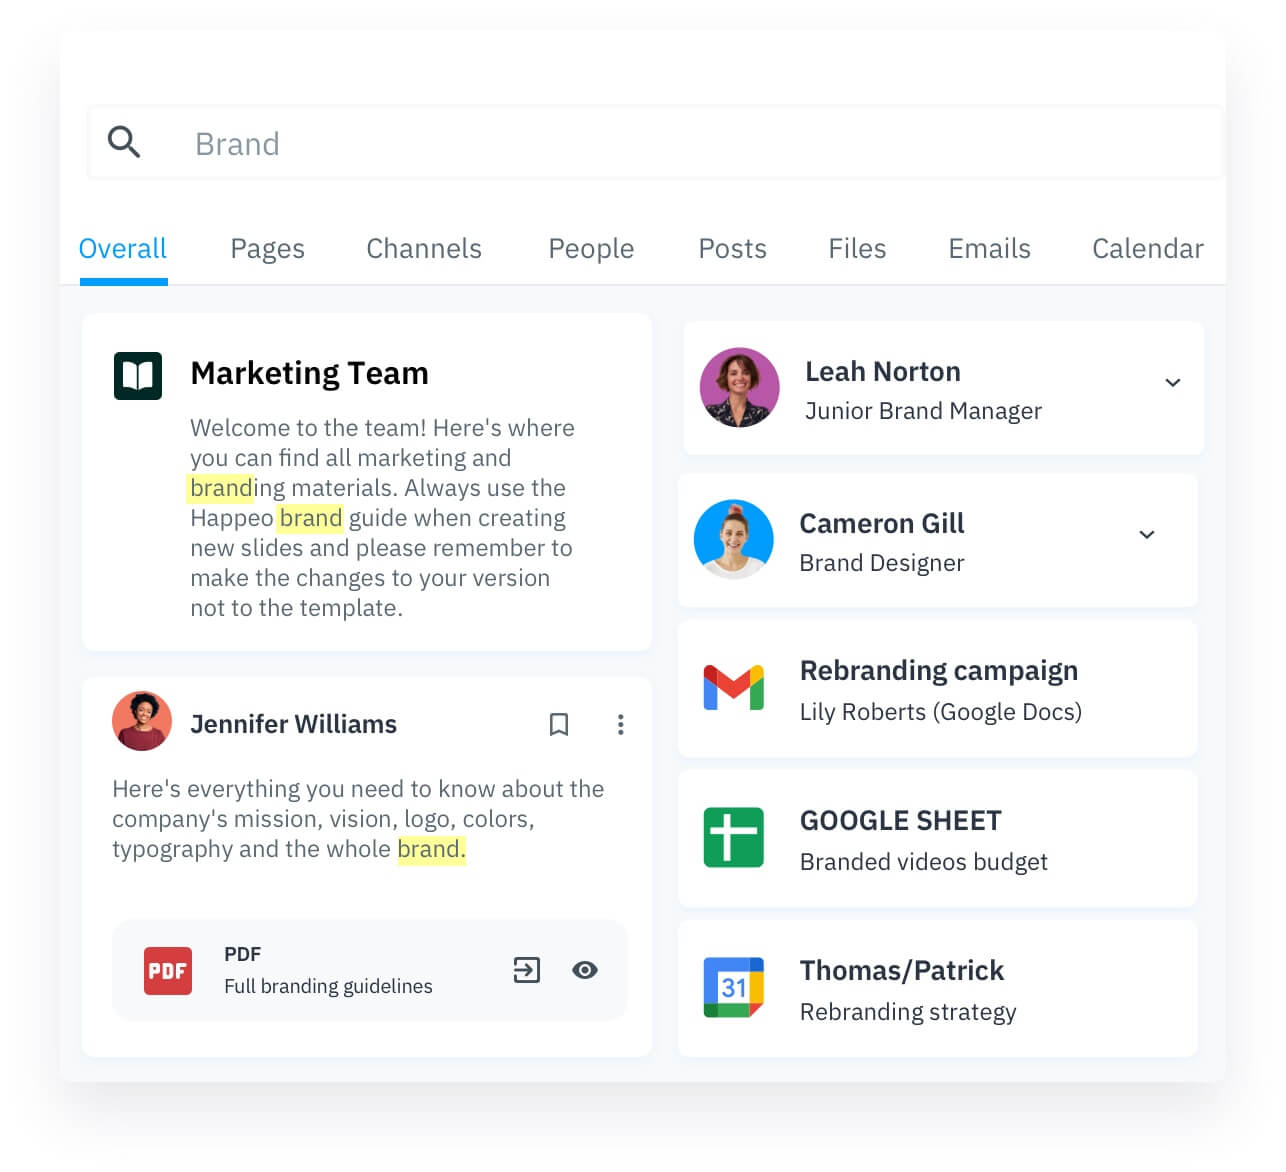 Brand
Overall
Pages
Channels
People
Posts
Files
Emails
Calendar
Marketing Team
Welcome to the team! Here's where
you can find all marketing and
branding materials. Always use the
Happeo brand guide when creating
new slides and please remember to
make the changes to your version
not to the template.
Jennifer Williams
Here's everything you need to know about the
company's mission, vision, logo, colors,
typography and the whole brand.
PDF
PDF
Full branding guidelines
Leah Norton
Junior Brand Manager
Cameron Gill
Brand Designer
Rebranding campaign
Lily Roberts (Google Docs)
GOOGLE SHEET
Branded videos budget
31
Thomas/Patrick
Rebranding strategy